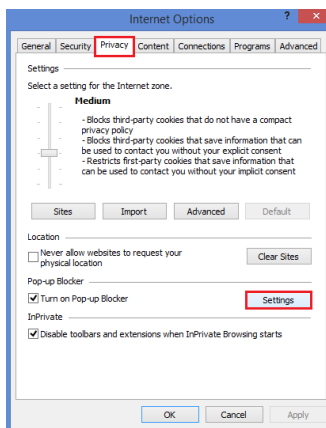 Internet Options
? ×
General Security Privacy Content Connections Programs Advanced
Settings
Select a setting for the Internet zone.
Medium
- Blocks third-party cookies that do not have a compact
privacy policy
- Blocks third-party cookies that save information that can
be used to contact you without your explicit consent
- Restricts first-party cookies that save information that
can be used to contact you without your implicit consent
Sites Import Advanced Default
Location
Never allow websites to request your
physical location
Clear Sites
Pop-up Blocker
Turn on Pop-up Blocker
Settings
InPrivate
Disable toolbars and extensions when InPrivate Browsing starts
OK Cancel Apply